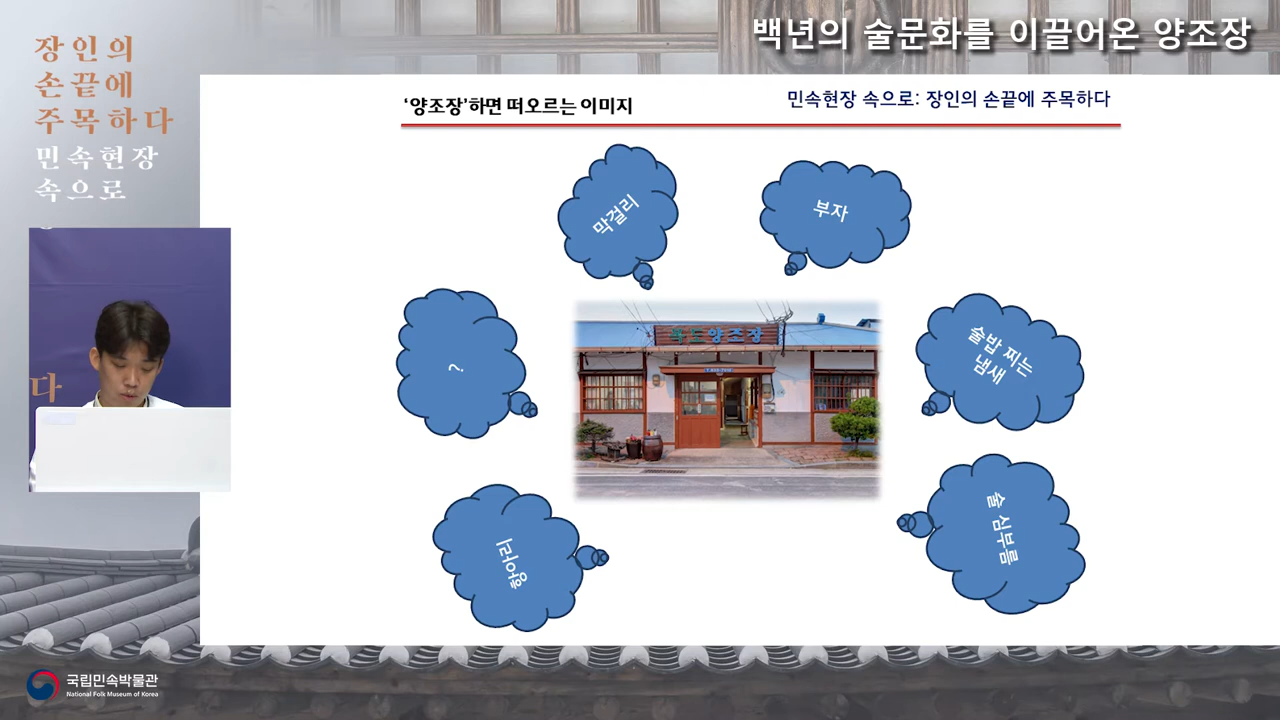 백년의 술문화를 이끌어온 양조장
장인의
손끝에
주목하다
민속현장
속으로
다
'양조장'하면 떠오르는 이미지
민속현장 속으로: 장인의 손끝에 주목하다
막걸리
부자
?
술밥 찌는
냄새
양조장
항아리
술 심부름
국립민속박물관
National Folk Museum of Korea